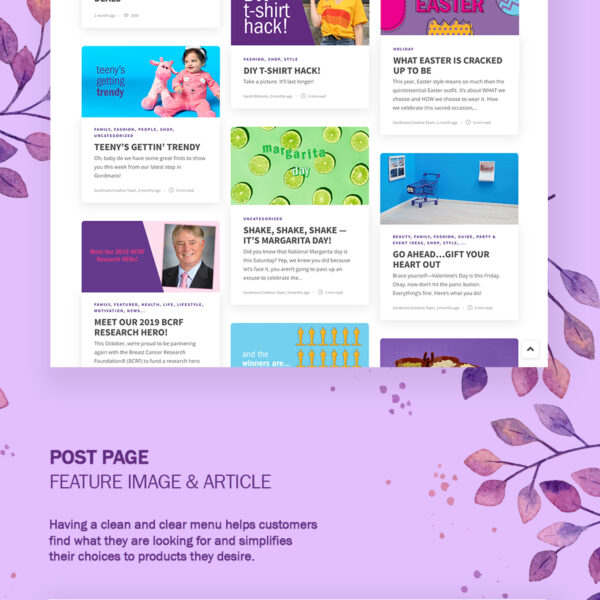 DEALS
1 month ago
teeny's
getting
trendy
FAMILY, FASHION, PEOPLE, SHOP,
UNCATEGORIZED
TEENY'S GETTIN' TRENDY
Oh, baby do we have some great finds to show
you this week from our latest stop in
Gordmans!
Gordmans Creative Team, 2 months ago
3 min read
Meet Our 2019 BCRF
Research HERo!
FAMILY, FEATURED, HEALTH, LIFE, LIFESTYLE,
MOTIVATION, NEWS...
MEET OUR 2019 BCRF
RESEARCH HERO!
This October, we're proud to be partnering
again with the Breast Cancer Research
Foundation® (BCRF) to fund a research hero
t-shirt
hack!
FASHION, SHOP, STYLE
DIY T-SHIRT HACK!
Take a picture. It'll last longer!
Sarah Williams, 2 months ago
2 min read
margarita
day
UNCATEGORIZED
SHAKE, SHAKE, SHAKE —
IT'S MARGARITA DAY!
Did you know that National Margarita day is
this Saturday? Yep, we knew you did because
let's face it, you aren't going to pass up an
excuse to celebrate the...
Gordmans Creative Team, 3 months ago
2 min read
and the
winners are...
EASTER
HOLIDAY
WHAT EASTER IS CRACKED
UP TO BE
This year, Easter style means so much than the
quintessential Easter outfit. It's about WHAT we
choose and HOW we choose to wear it. How
we celebrate this sacred occasion,...
Gordmans Creative Team, 1 month ago
2 min read
BEAUTY, FAMILY, FASHION, GUIDE, PARTY &
EVENT IDEAS, SHOP, STYLE, ...
GO AHEAD...GIFT YOUR
HEART OUT
Brace yourself—Valentine's Day is this Friday.
Okay, now don't hit the panic button.
Everything's fine. Here's what you do!
Gordmans Creative Team, 3 months ago
2 min read
POST PAGE
FEATURE IMAGE & ARTICLE
Having a clean and clear menu helps customers
find what they are looking for and simplifies
their choices to products they desire.